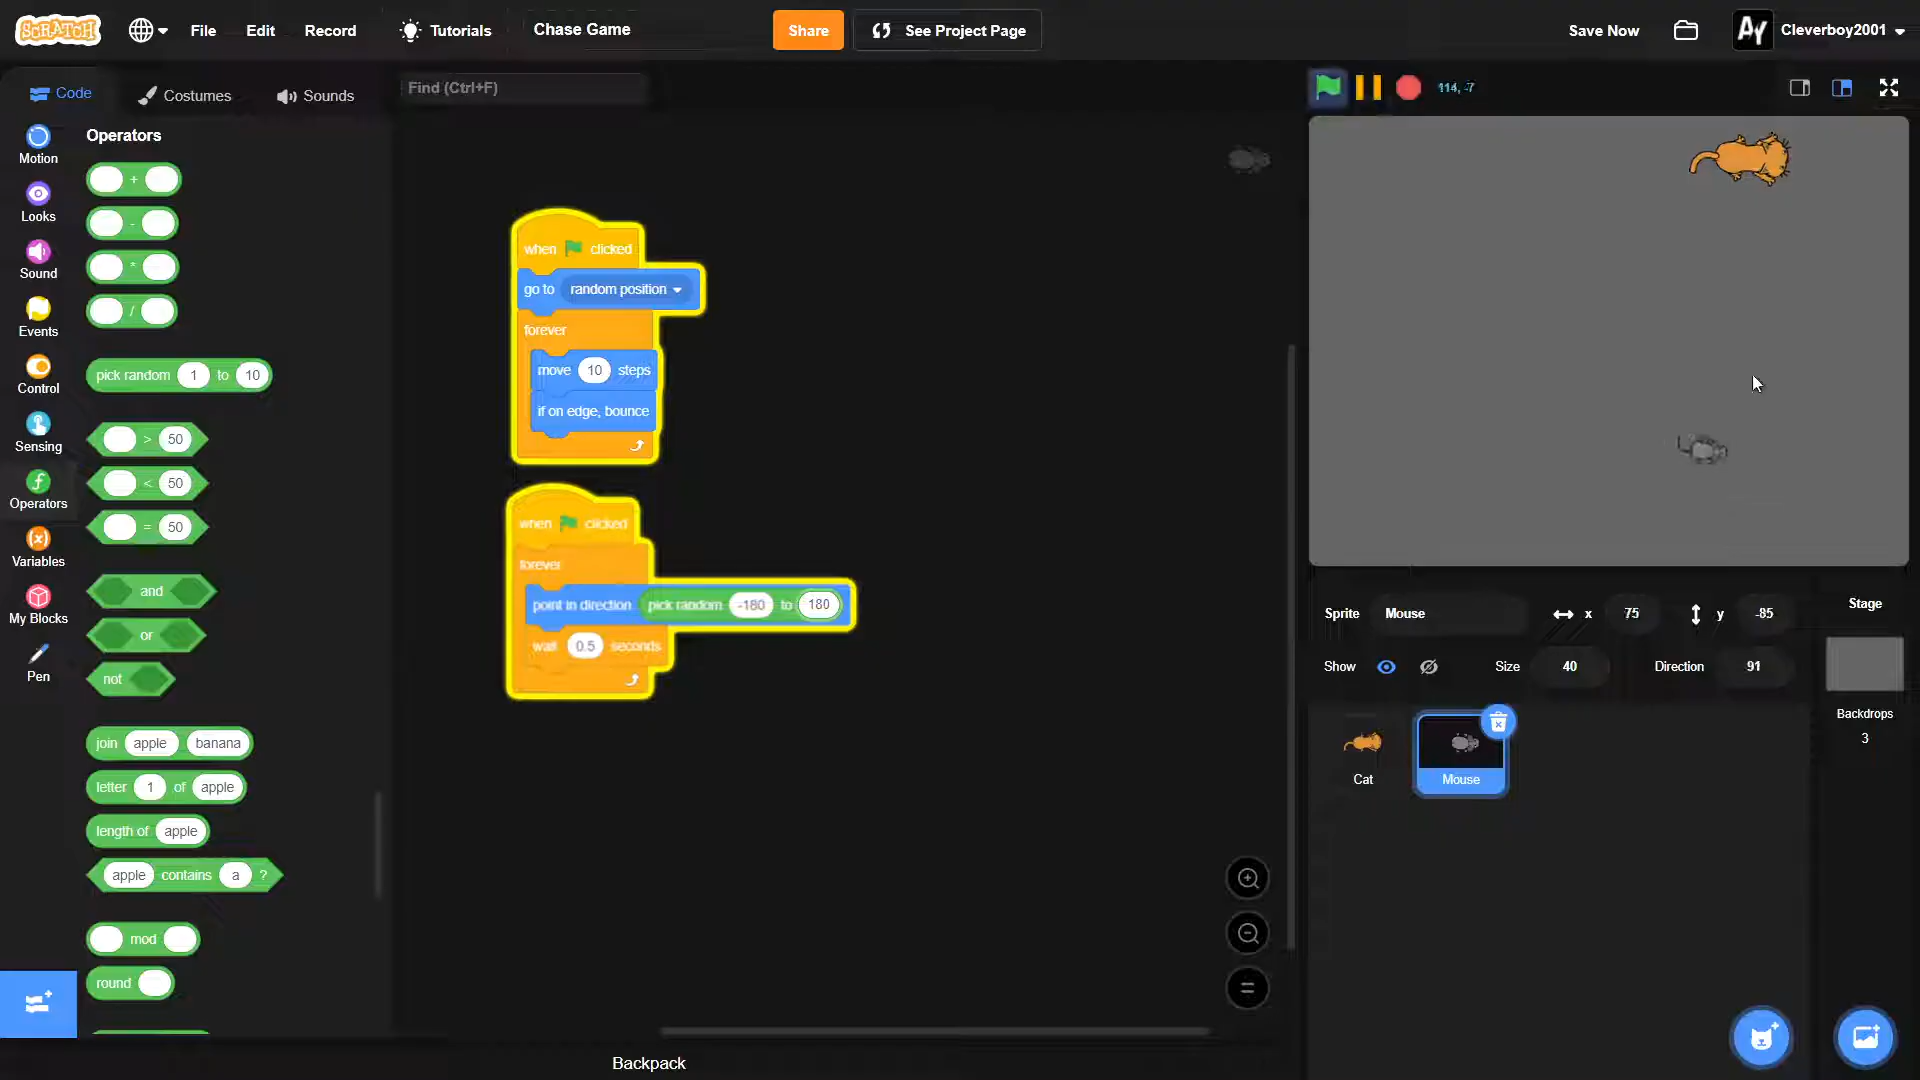 SCRATCH
File
Edit
Record
Tutorials
Chase Game
Share
See Project Page
Save Now
Ay
Cleverboy2001
Code
Costumes
Sounds
Find (Ctrl+F)
114, -7
Motion
Looks
Sound
Events
Control
Sensing
Operators
Variables
My Blocks
Pen
Operators
+
-
*
/
pick random 1 to 10
> 50
< 50
= 50
and
or
not
join apple banana
letter 1 of apple
length of apple
apple contains a ?
mod
round
when clicked
go to random position
forever
move 10 steps
if on edge, bounce
when clicked
forever
point in direction pick random -180 to 180
wait 0.5 seconds
Backpack
Sprite Mouse x 75 y -85
Show Size 40 Direction 91
Cat
Mouse
Stage
Backdrops
3